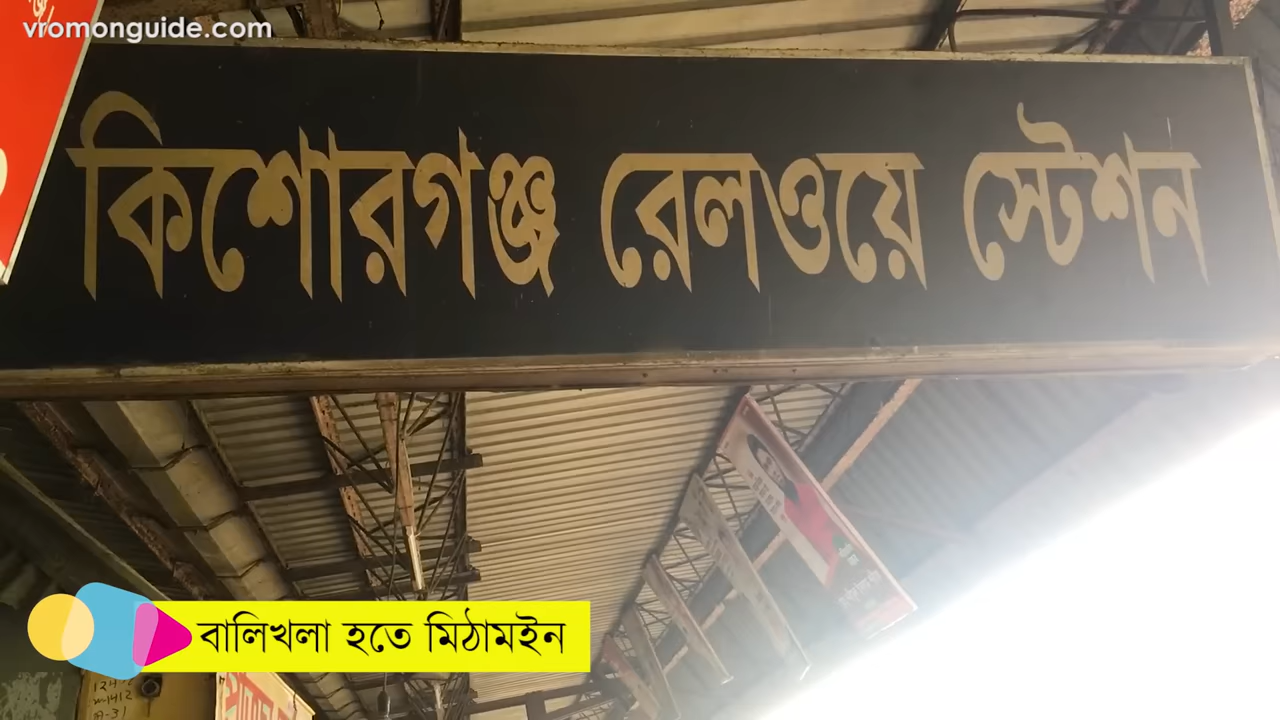 vromonguide.com
কিশোরগঞ্জ রেলওয়ে স্টেশন
বালিখলা হতে মিঠামইন